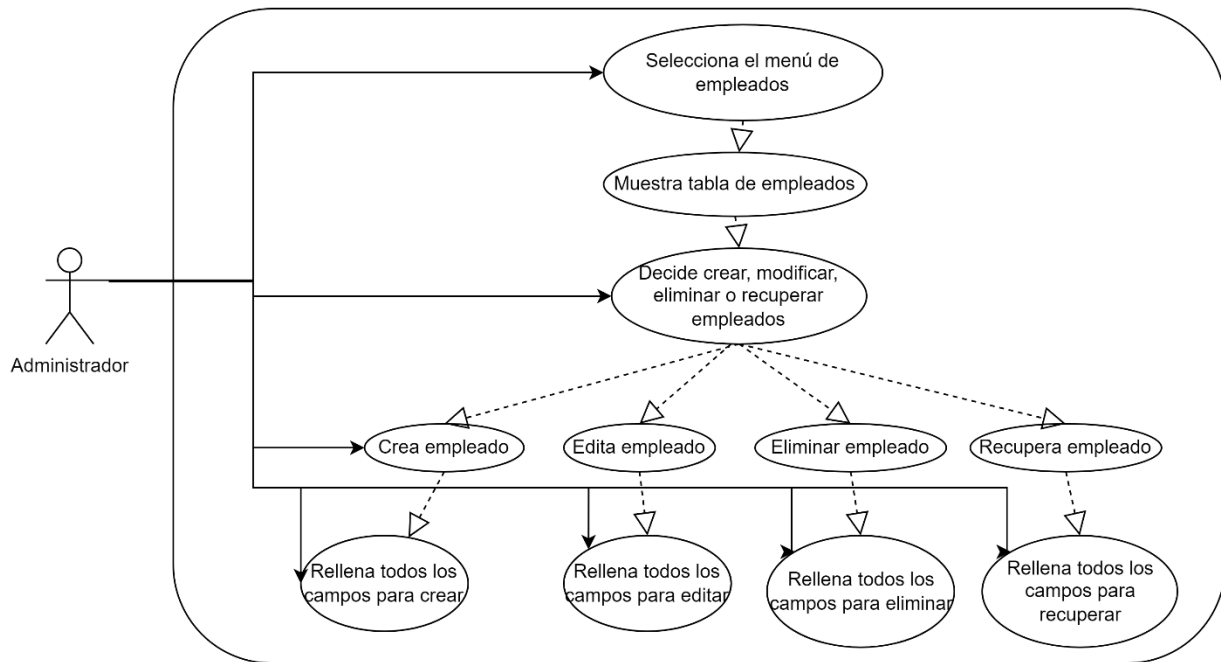 Selecciona el menú de
empleados
Muestra tabla de empleados
Decide crear, modificar,
eliminar o recuperar
empleados
Administrador
Crea empleado
Edita empleado
Eliminar empleado
Recupera empleado
Rellena todos los
campos para crear
Rellena todos los
campos para editar
Rellena todos los
campos para eliminar
Rellena todos los
campos para
recuperar